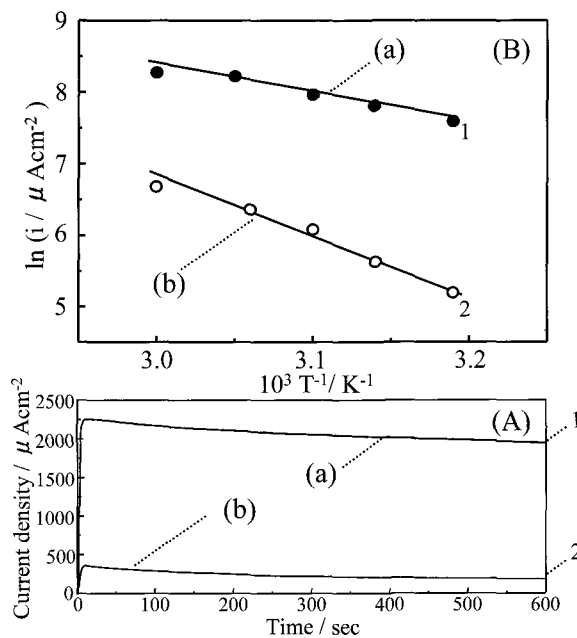 9
(B)
(a)
8
1
ln (i / μ Acm-2)
7
6
(b)
5
2
3.0 3.1 3.2
10³ T⁻¹/ K⁻¹
2500
(A)
1
2000
(a)
1500
Current density / μ Acm⁻²
1000
(b)
500
2
0
0 100 200 300 400 500 600
Time / sec